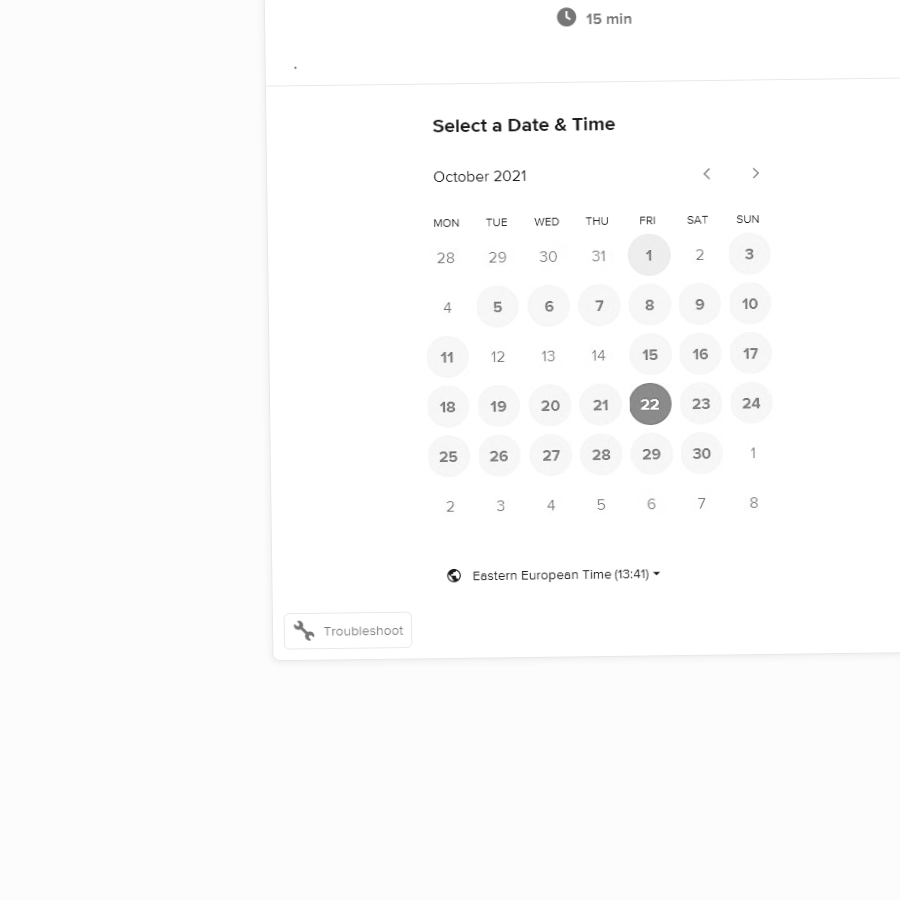 15 min
.
Select a Date & Time
October 2021
MON TUE WED THU FRI SAT SUN
28 29 30 31 1 2 3
4 5 6 7 8 9 10
11 12 13 14 15 16 17
18 19 20 21 22 23 24
25 26 27 28 29 30 1
2 3 4 5 6 7 8
Eastern European Time (13:41)
Troubleshoot